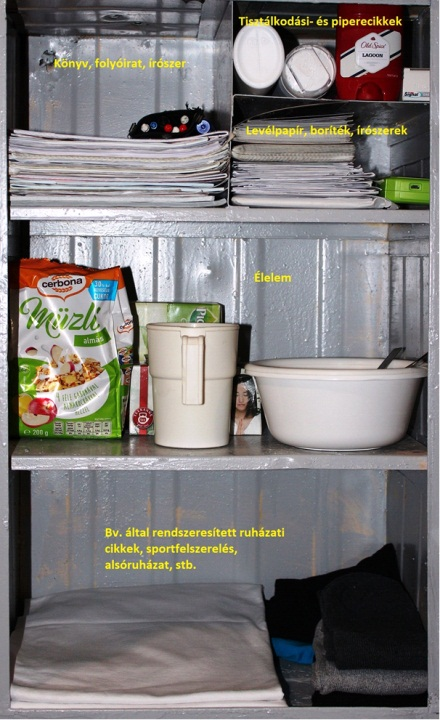 Tisztálkodási- és piperecikkek
Old Spice
LAGOON
Könyv, folyóirat, írószer
Levélpapír, boríték, írószerek
Élelem
cerbona
Müzli
almás
200 g
Bv. által rendszeresített ruházati
cikkek, sportfelszerelés,
alsóruházat, stb.